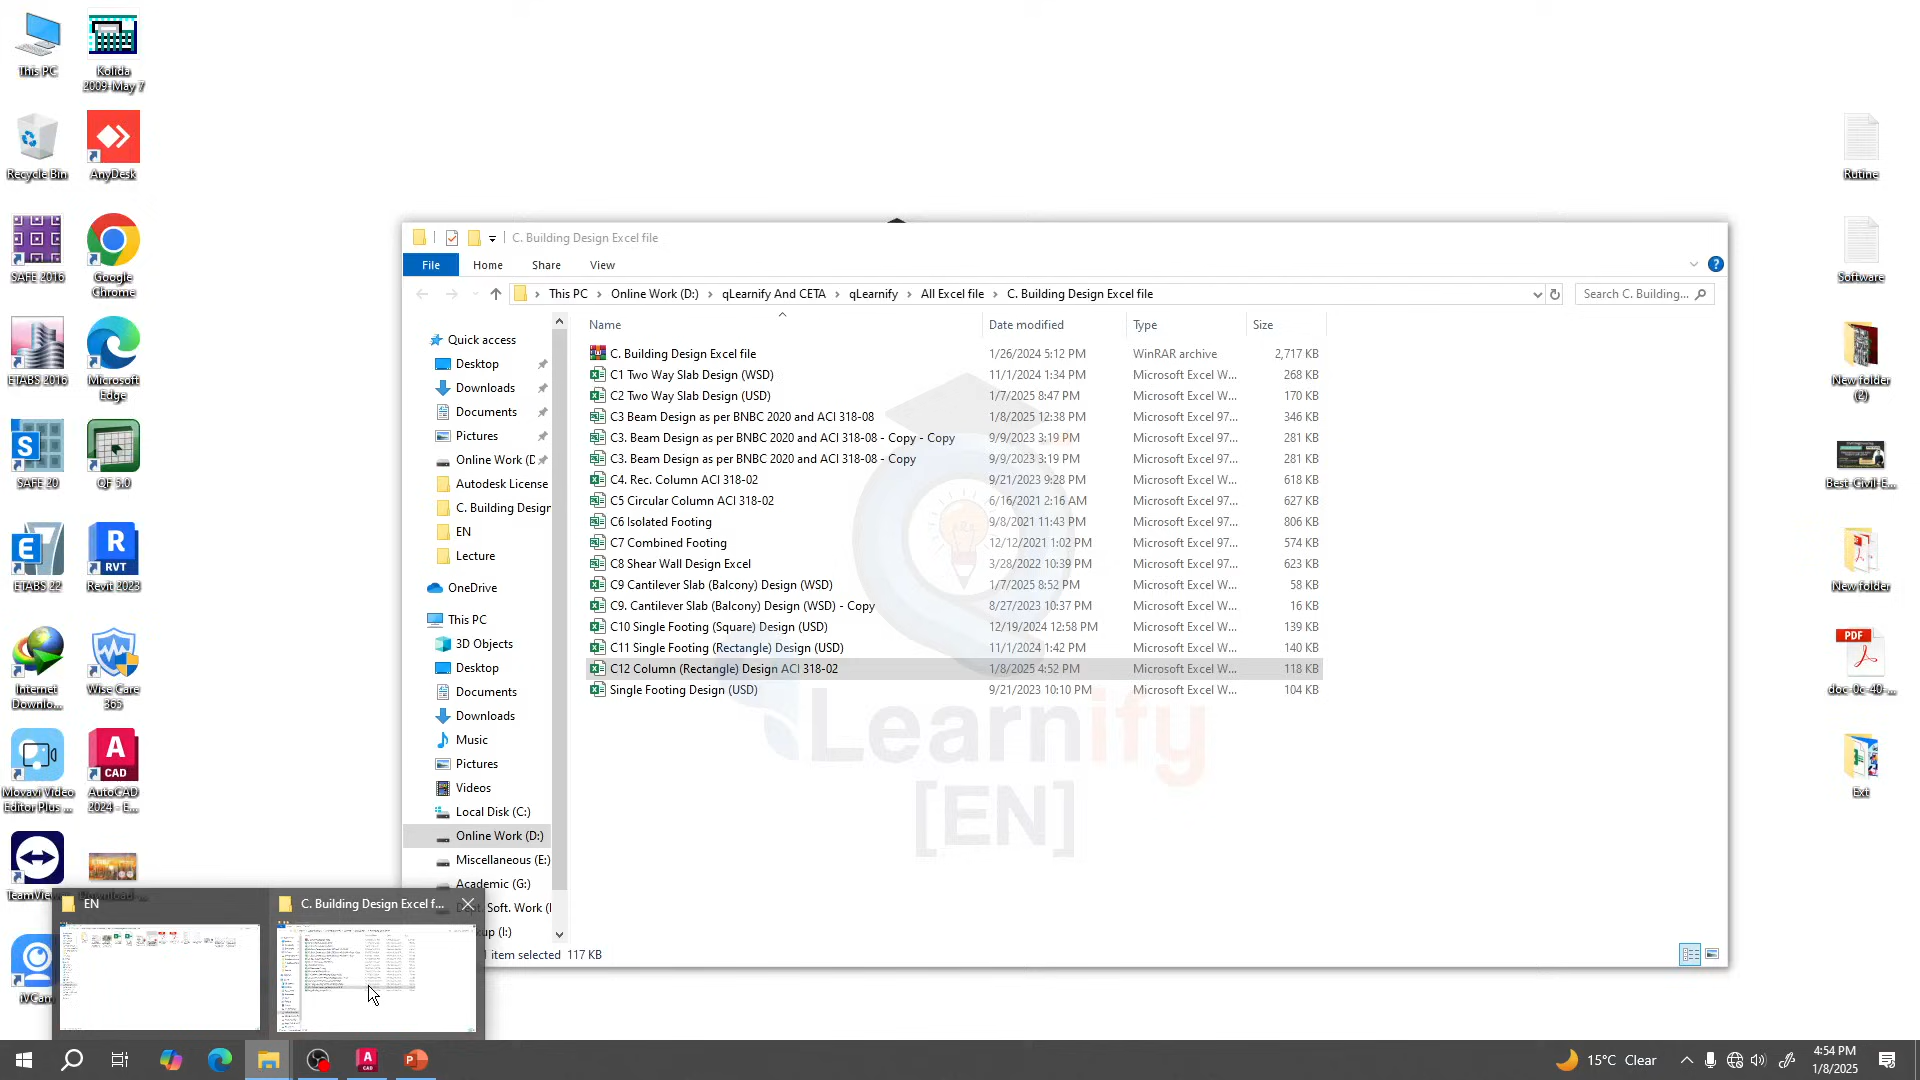 This PC
Kolida
2009-May 7
Recycle Bin
AnyDesk
SAFE 2016
Google
Chrome
ETABS 2016
Microsoft
Edge
SAFE 20
QF 5.0
ETABS 22
Revit 2023
Internet
Downlo...
Wise Care
365
Movavi Video
Editor Plus ...
AutoCAD
2024 - E...
Rutine
Software
New folder
(2)
Best-Civil-E...
New folder
doc-0c-40-...
Ext
C. Building Design Excel file
File Home Share View
This PC Online Work (D:) qLearnify And CETA qLearnify All Excel file C. Building Design Excel file
Search C. Building...
Quick access
Desktop
Downloads
Documents
Pictures
Online Work (D
Autodesk License
C. Building Design
EN
Lecture
OneDrive
This PC
3D Objects
Desktop
Documents
Downloads
Music
Pictures
Videos
Local Disk (C:)
Online Work (D:)
Miscellaneous (E:)
Academic (G:)
Name Date modified Type Size
C. Building Design Excel file 1/26/2024 5:12 PM WinRAR archive 2,717 KB
C1 Two Way Slab Design (WSD) 11/1/2024 1:34 PM Microsoft Excel W... 268 KB
C2 Two Way Slab Design (USD) 1/7/2025 8:47 PM Microsoft Excel W... 170 KB
C3 Beam Design as per BNBC 2020 and ACI 318-08 1/8/2025 12:38 PM Microsoft Excel 97... 346 KB
C3. Beam Design as per BNBC 2020 and ACI 318-08 - Copy - Copy 9/9/2023 3:19 PM Microsoft Excel 97... 281 KB
C3. Beam Design as per BNBC 2020 and ACI 318-08 - Copy 9/9/2023 3:19 PM Microsoft Excel 97... 281 KB
C4. Rec. Column ACI 318-02 9/21/2023 9:28 PM Microsoft Excel 97... 618 KB
C5 Circular Column ACI 318-02 6/16/2021 2:16 AM Microsoft Excel 97... 627 KB
C6 Isolated Footing 9/8/2021 11:43 PM Microsoft Excel 97... 806 KB
C7 Combined Footing 12/12/2021 1:02 PM Microsoft Excel 97... 574 KB
C8 Shear Wall Design Excel 3/28/2022 10:39 PM Microsoft Excel 97... 623 KB
C9 Cantilever Slab (Balcony) Design (WSD) 1/7/2025 8:52 PM Microsoft Excel W... 58 KB
C9. Cantilever Slab (Balcony) Design (WSD) - Copy 8/27/2023 10:37 PM Microsoft Excel W... 16 KB
C10 Single Footing (Square) Design (USD) 12/19/2024 12:58 PM Microsoft Excel W... 139 KB
C11 Single Footing (Rectangle) Design (USD) 11/1/2024 1:42 PM Microsoft Excel W... 140 KB
C12 Column (Rectangle) Design ACI 318-02 1/8/2025 4:52 PM Microsoft Excel W... 118 KB
Single Footing Design (USD) 9/21/2023 10:10 PM Microsoft Excel W... 104 KB
Learnify
[EN]
1 item selected 117 KB
EN
C. Building Design Excel f...
15°C Clear
4:54 PM
1/8/2025